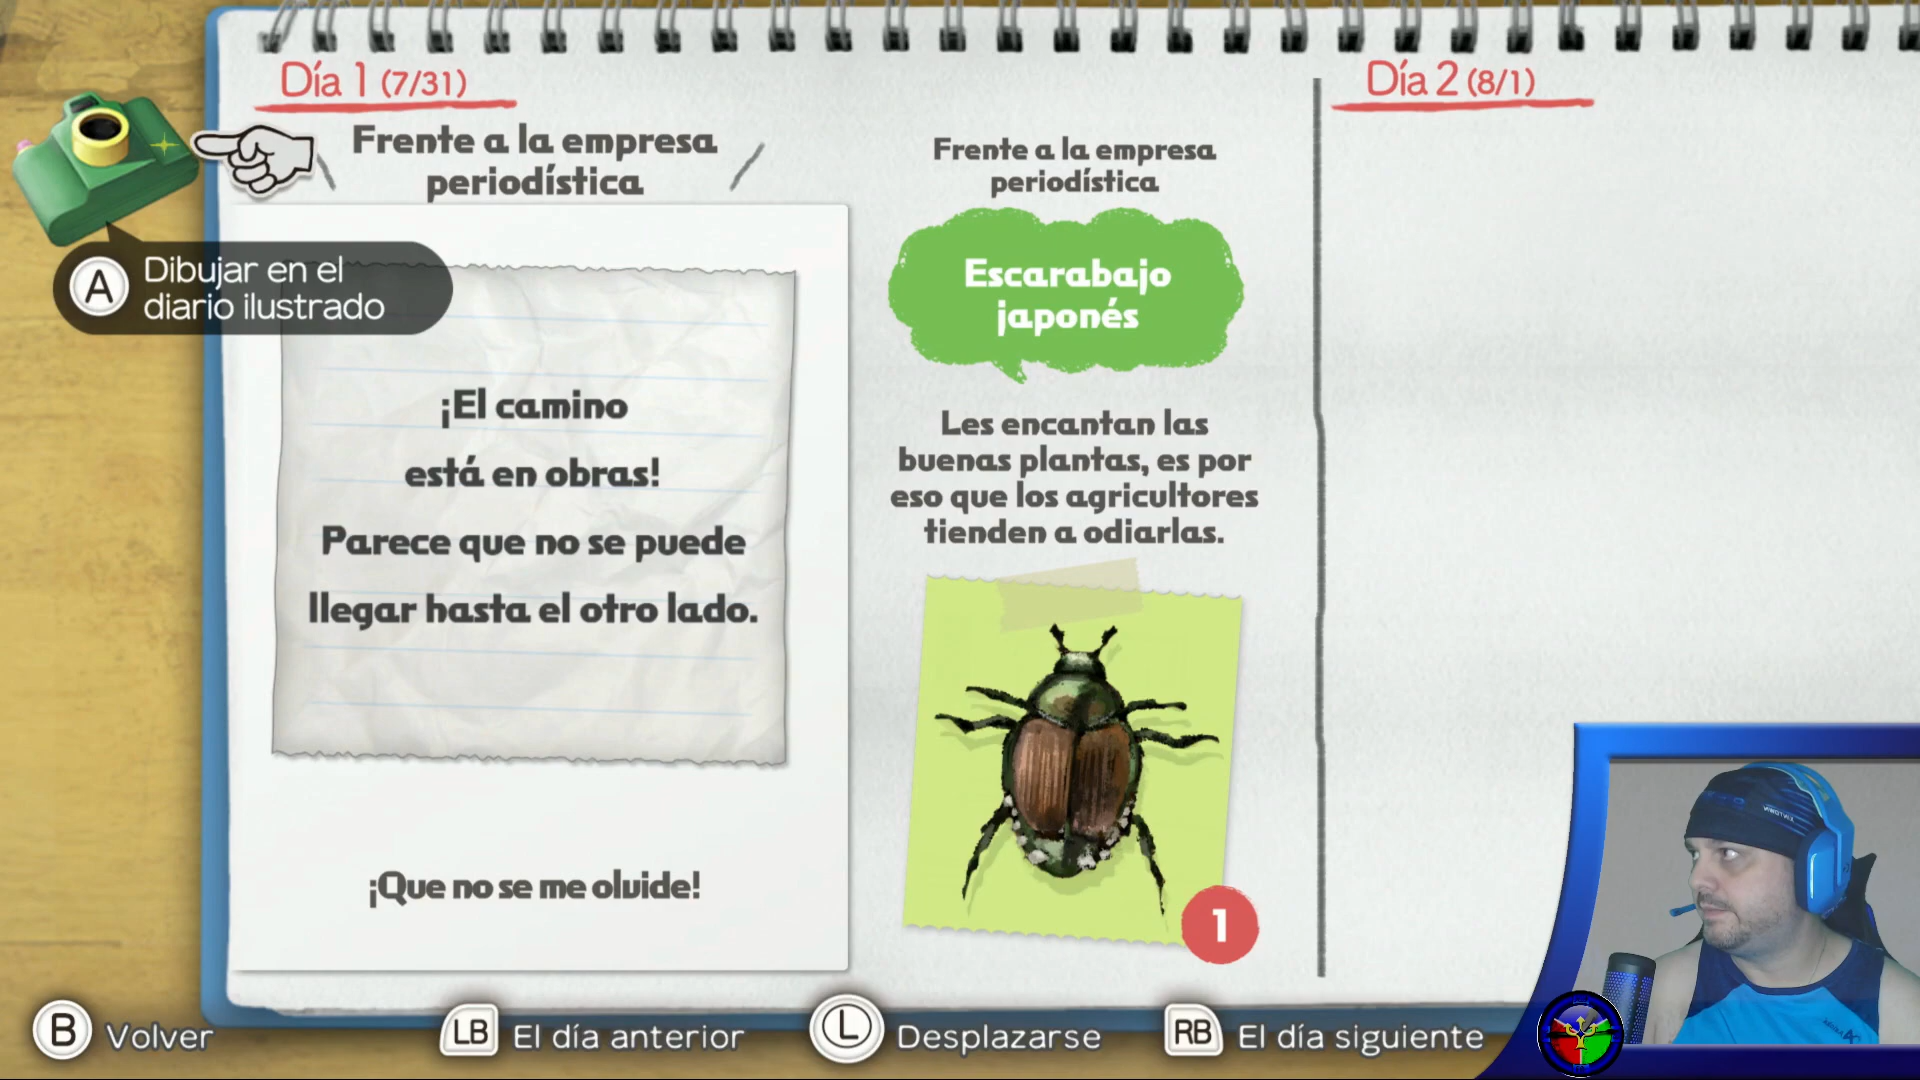 Día 1 (7/31)
Frente a la empresa
periodística
A Dibujar en el
diario ilustrado
¡El camino
está en obras!
Parece que no se puede
llegar hasta el otro lado.
¡Que no se me olvide!
Frente a la empresa
periodística
Escarabajo
japonés
Les encantan las
buenas plantas, es por
eso que los agricultores
tienden a odiarlas.
1
Día 2 (8/1)
B Volver
LB El día anterior
L Desplazarse
RB El día siguiente